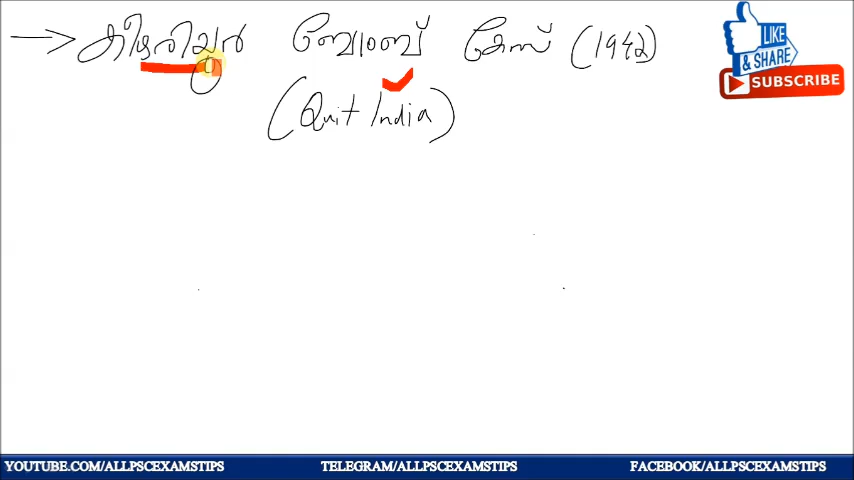 → കീഴരിയൂർ ബോംബ് കേസ് (1942)
(Quit India)
LIKE
& SHARE
SUBSCRIBE
YOUTUBE.COM/ALLPSCEXAMSTIPS TELEGRAM/ALLPSCEXAMSTIPS FACEBOOK/ALLPSCEXAMSTIPS